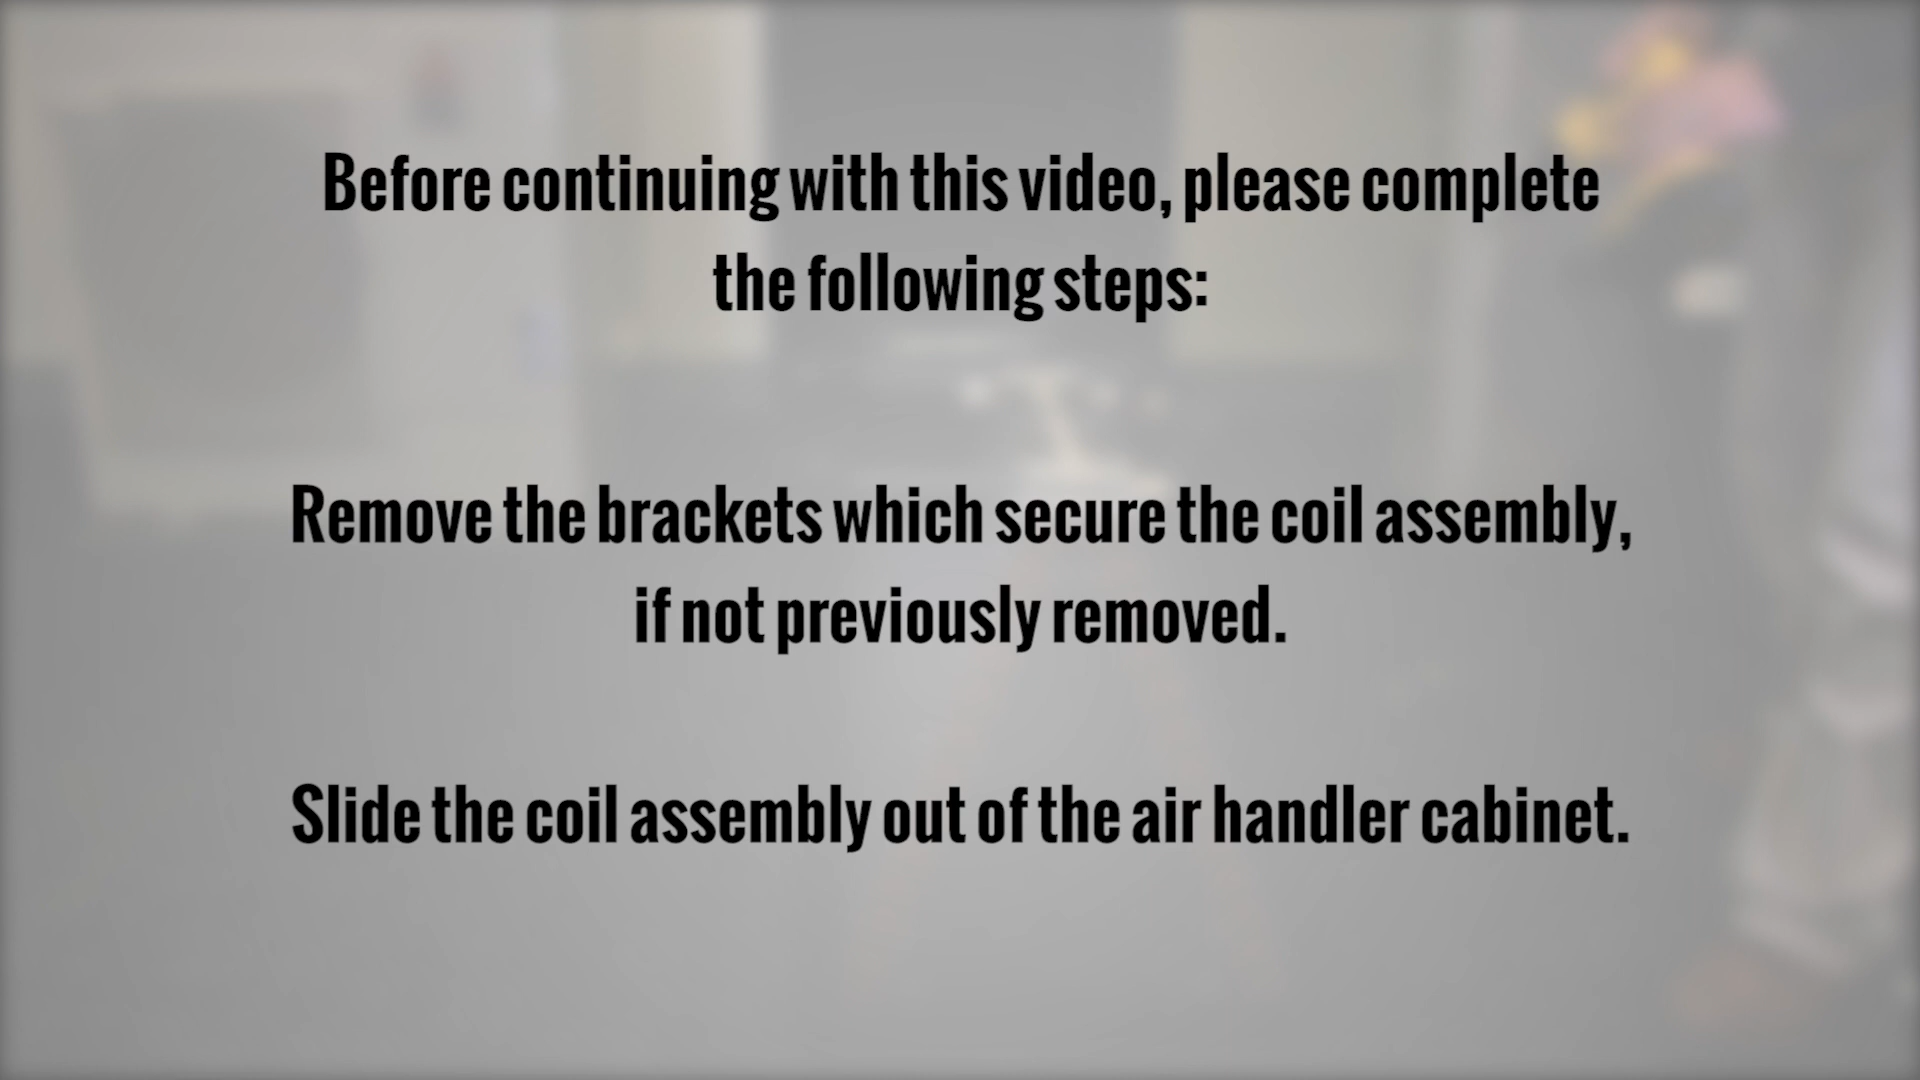 Before continuing with this video, please complete
the following steps:
Remove the brackets which secure the coil assembly,
if not previously removed.
Slide the coil assembly out of the air handler cabinet.